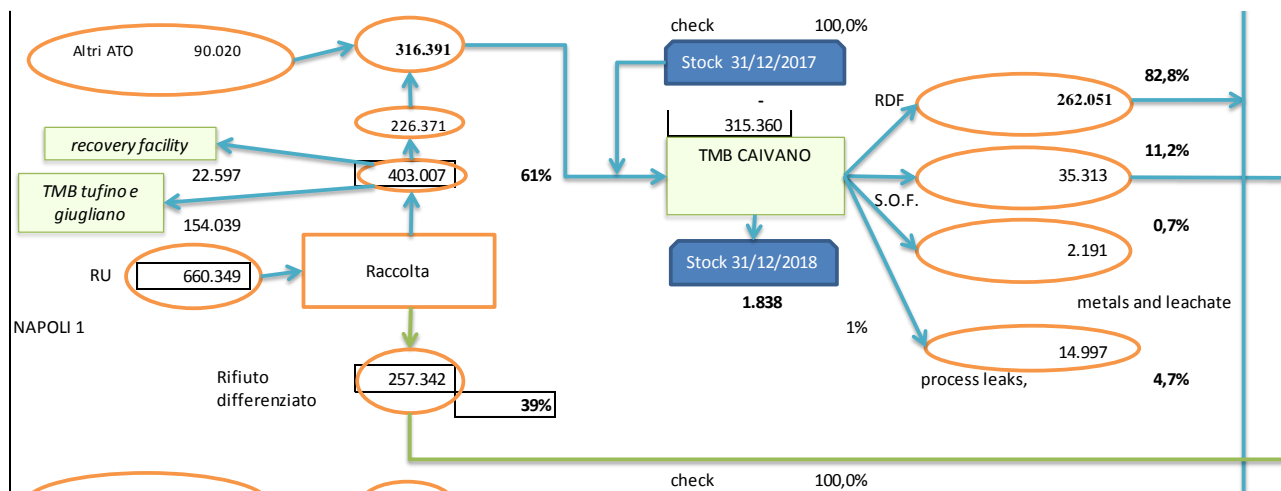 check 100,0%
Altri ATO 90.020
316.391
Stock 31/12/2017
82,8%
-
RDF
262.051
226.371
315.360
recovery facility
TMB CAIVANO
11,2%
22.597
403.007
61%
35.313
TMB tufino e
giugliano
S.O.F.
154.039
0,7%
RU
660.349
Raccolta
Stock 31/12/2018
2.191
1.838
metals and leachate
NAPOLI 1
1%
14.997
Rifiuto
differenziato
257.342
process leaks,
4,7%
39%
check 100,0%